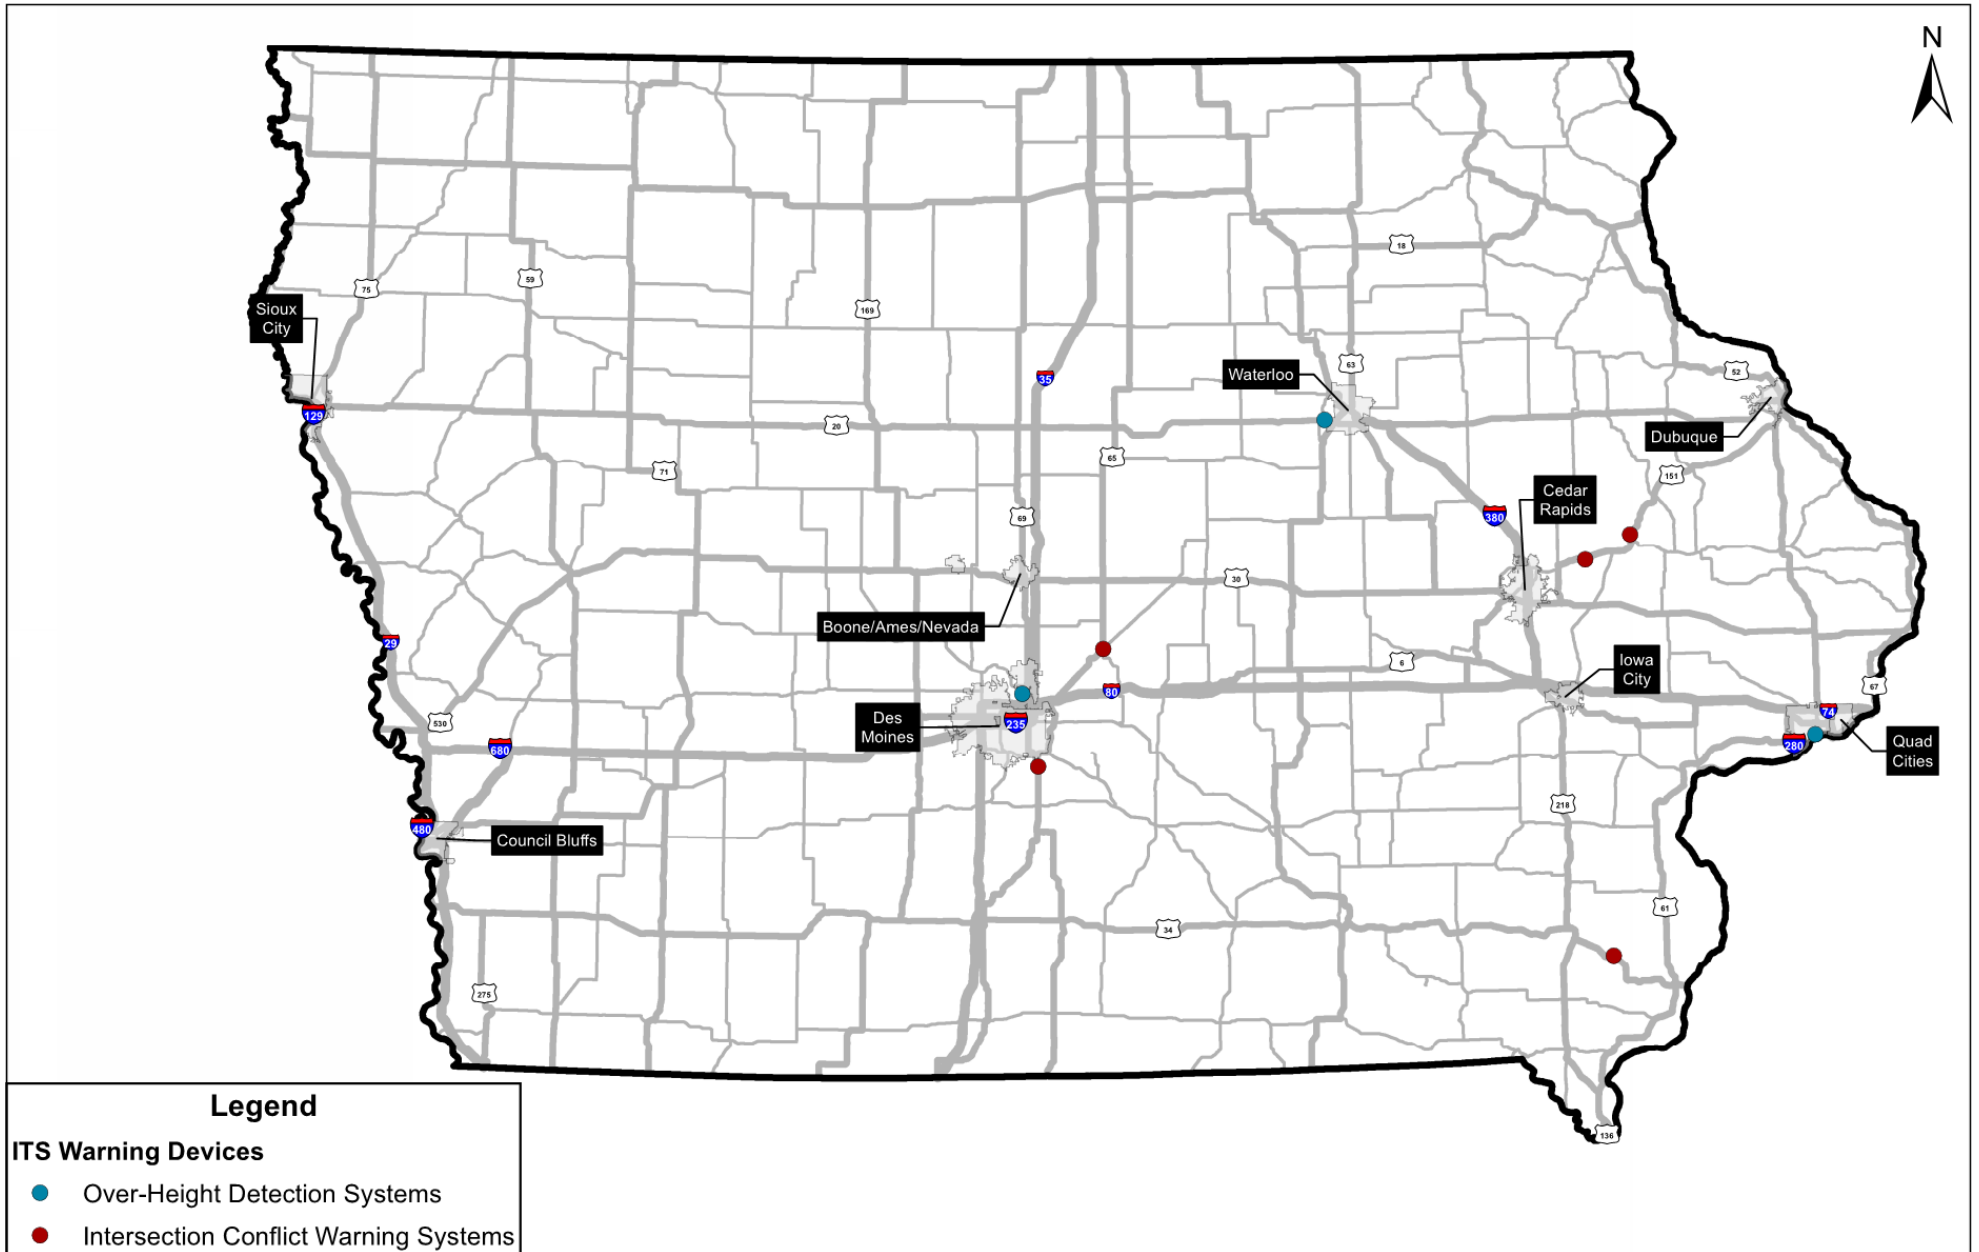 N
18
59
75
Sioux
City
169
129
35
63
Waterloo
52
20
Dubuque
65
71
151
Cedar
Rapids
380
69
30
Boone/Ames/Nevada
29
6
Iowa
City
80
67
530
Des
Moines
235
74
280
Quad
Cities
680
218
480
Council Bluffs
61
34
275
136
Legend
ITS Warning Devices
Over-Height Detection Systems
Intersection Conflict Warning Systems